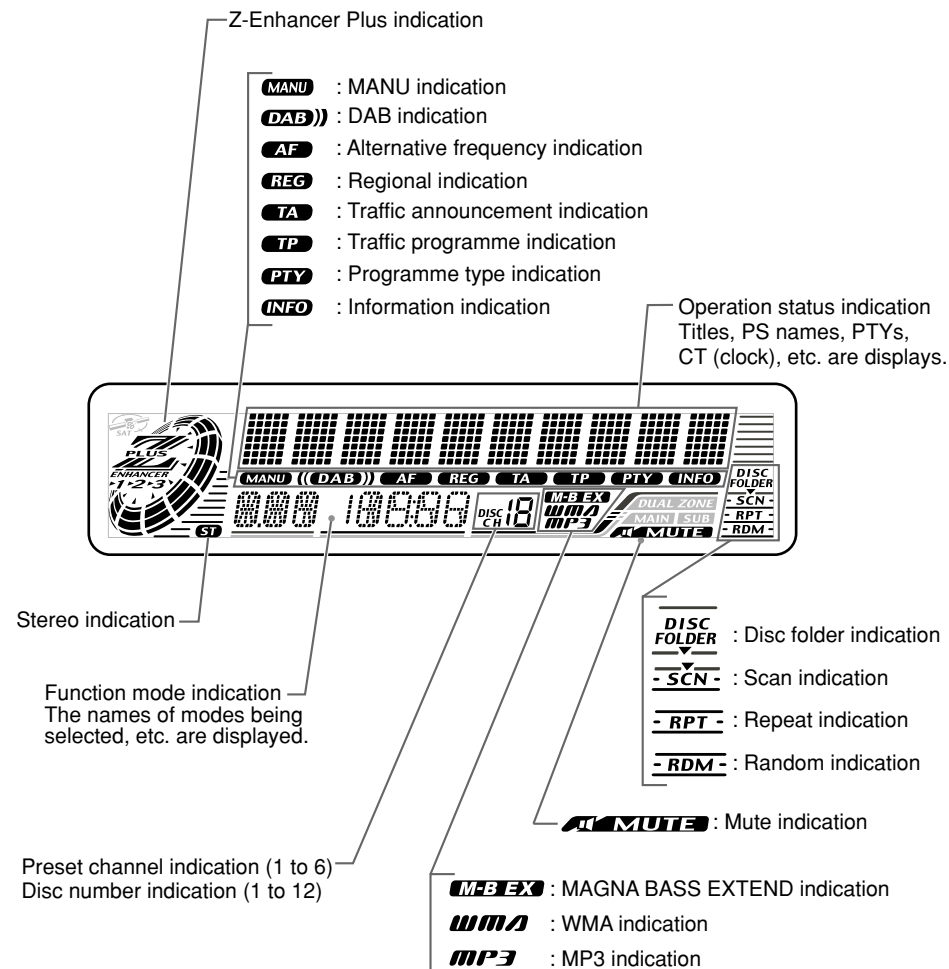 Z-Enhancer Plus indication
MANU : MANU indication
DAB : DAB indication
AF : Alternative frequency indication
REG : Regional indication
TA : Traffic announcement indication
TP : Traffic programme indication
PTY : Programme type indication
INFO : Information indication
Operation status indication
Titles, PS names, PTYs,
CT (clock), etc. are displays.
SAT
Z
PLUS
ENHANCER
1 2 3
ST
MANU DAB AF REG TA TP PTY INFO
DISC
CH 18
M-B EX
WMA
MP3
DUAL ZONE
MAIN SUB
MUTE
DISC
FOLDER
- SCN -
- RPT -
- RDM -
Stereo indication
Function mode indication
The names of modes being
selected, etc. are displayed.
DISC
FOLDER : Disc folder indication
- SCN - : Scan indication
- RPT - : Repeat indication
- RDM - : Random indication
MUTE : Mute indication
Preset channel indication (1 to 6)
Disc number indication (1 to 12)
M-B EX : MAGNA BASS EXTEND indication
WMA : WMA indication
MP3 : MP3 indication